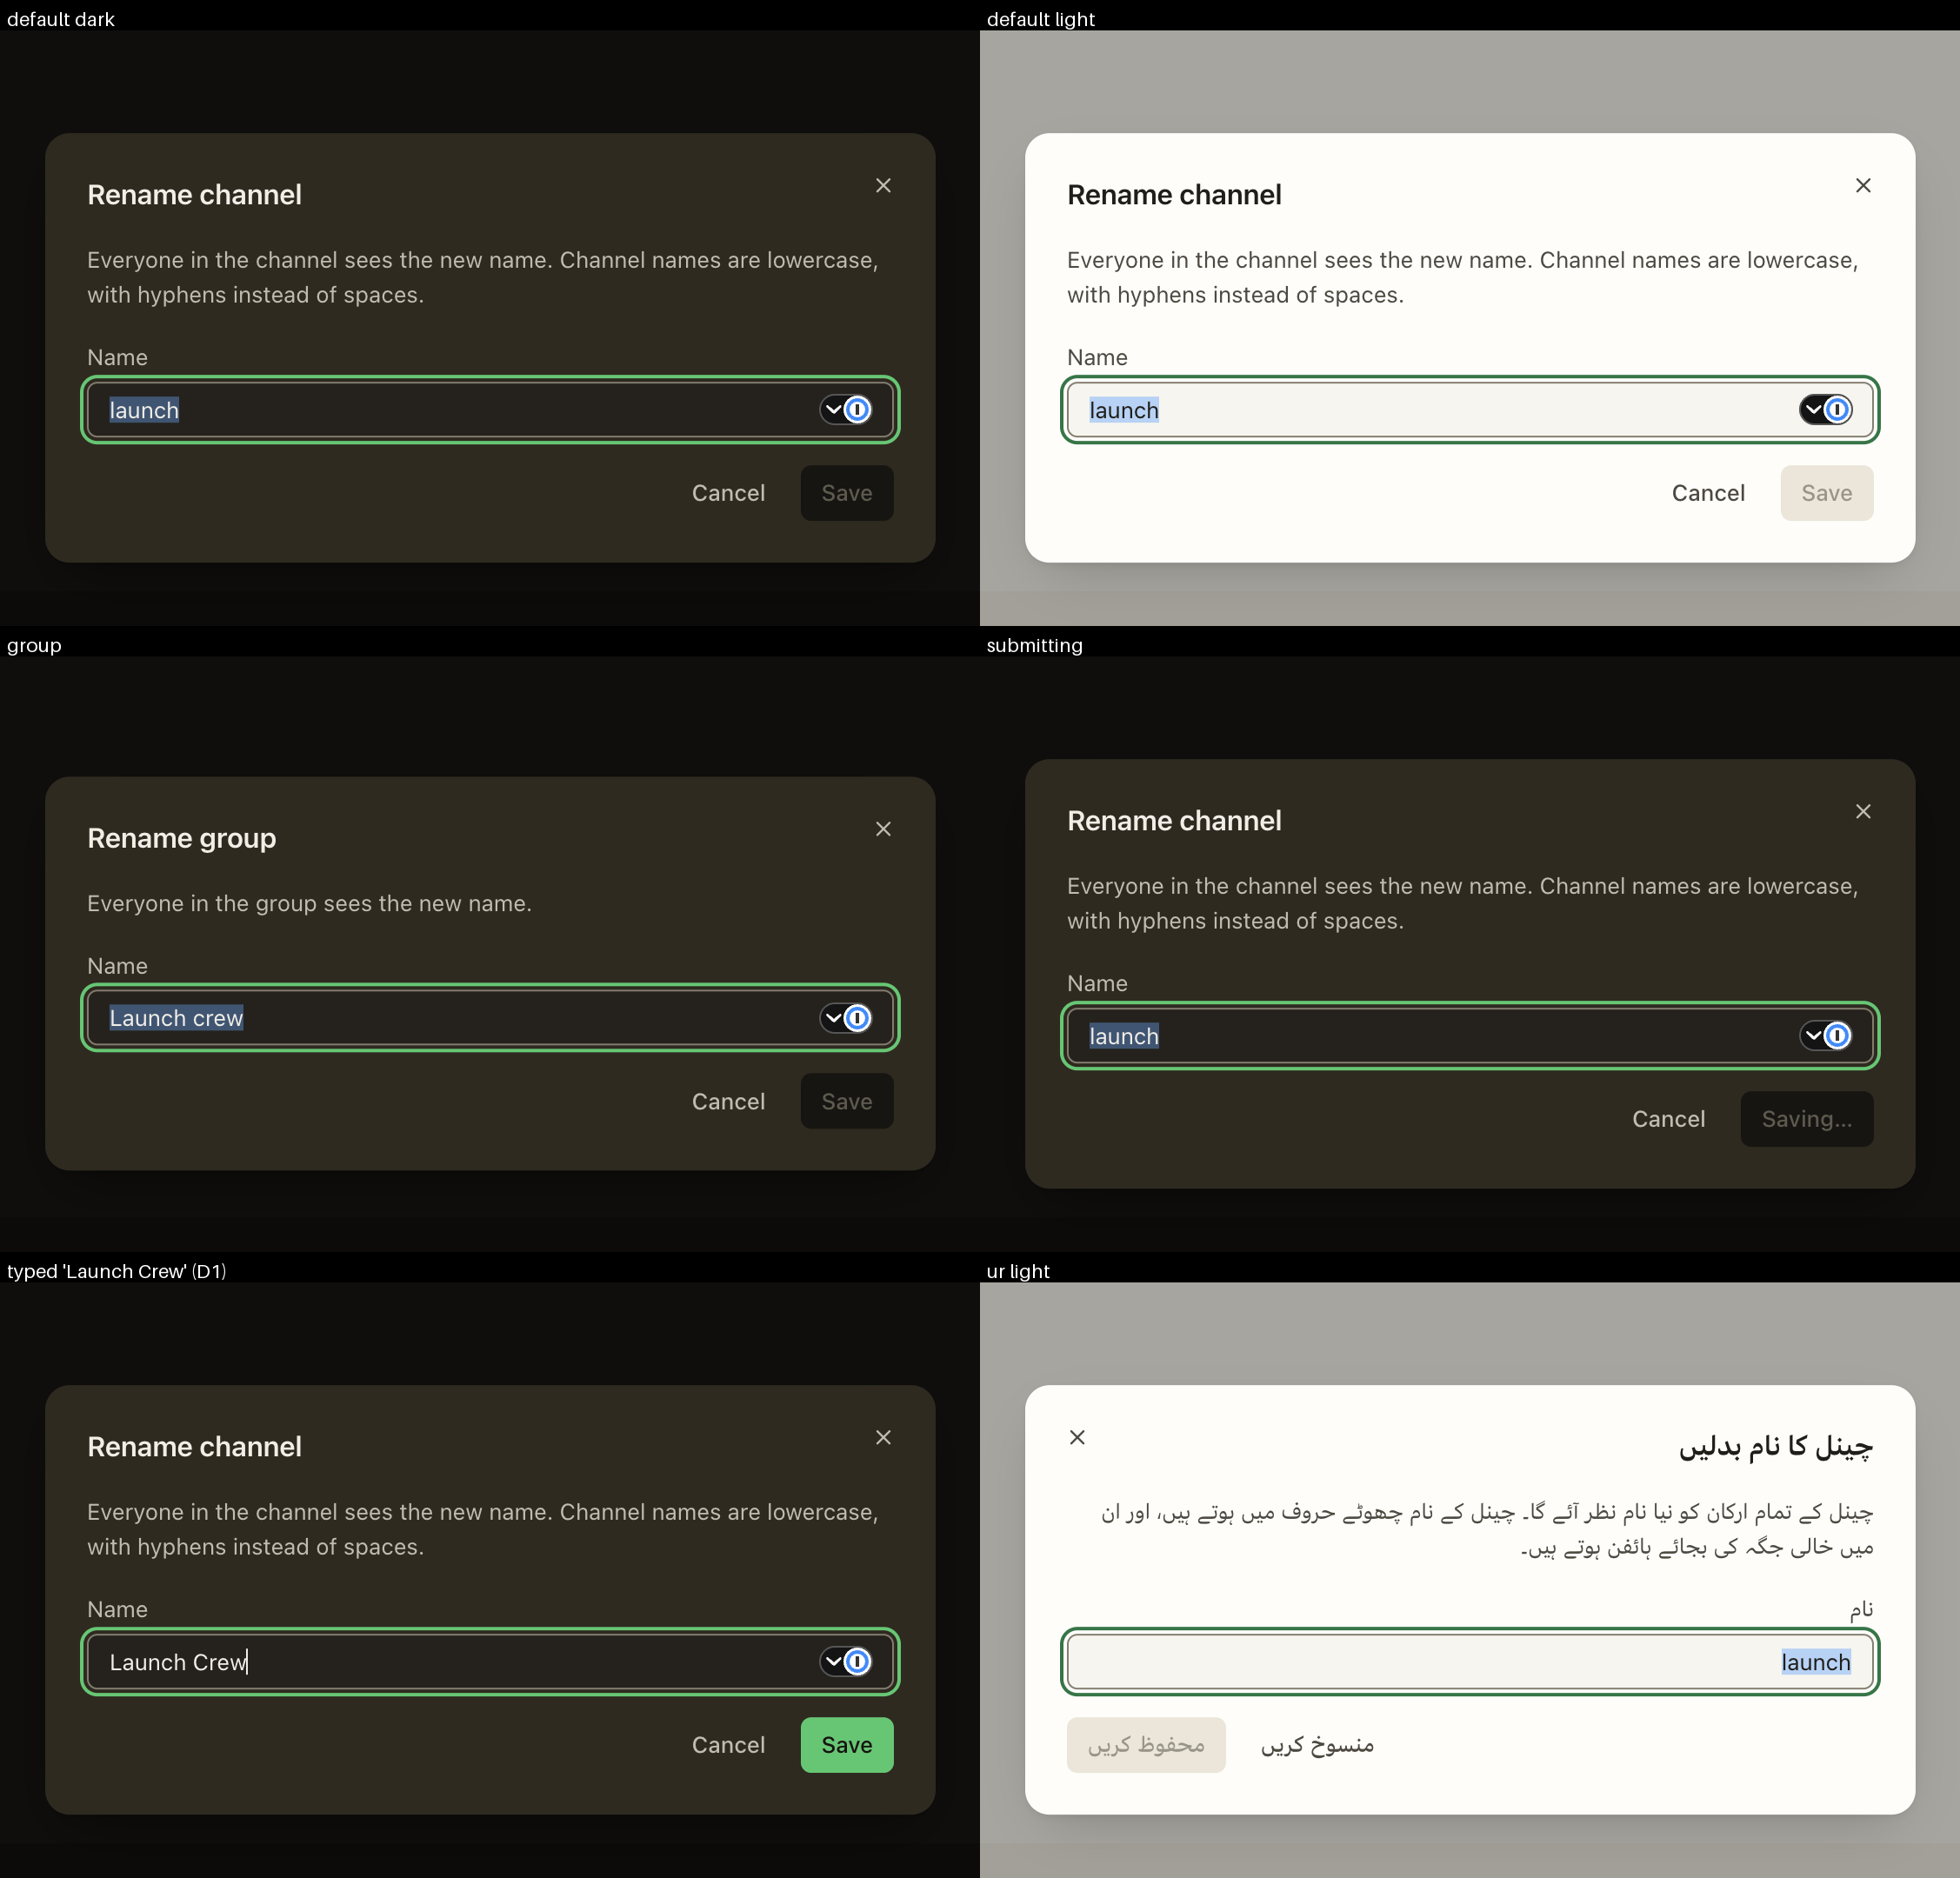 default dark
Rename channel
Everyone in the channel sees the new name. Channel names are lowercase,
with hyphens instead of spaces.
Name
launch
Cancel
Save
default light
Rename channel
Everyone in the channel sees the new name. Channel names are lowercase,
with hyphens instead of spaces.
Name
launch
Cancel
Save
group
Rename group
Everyone in the group sees the new name.
Name
Launch crew
Cancel
Save
submitting
Rename channel
Everyone in the channel sees the new name. Channel names are lowercase,
with hyphens instead of spaces.
Name
launch
Cancel
Saving...
typed 'Launch Crew' (D1)
Rename channel
Everyone in the channel sees the new name. Channel names are lowercase,
with hyphens instead of spaces.
Name
Launch Crew
Cancel
Save
ur light
چینل کا نام بدلیں
چینل کے تمام ارکان کو نیا نام نظر آئے گا۔ چینل کے نام چھوٹے حروف میں ہوتے ہیں، اور ان
میں خالی جگہ کی بجائے ہائفن ہوتے ہیں۔
نام
launch
منسوخ کریں
محفوظ کریں